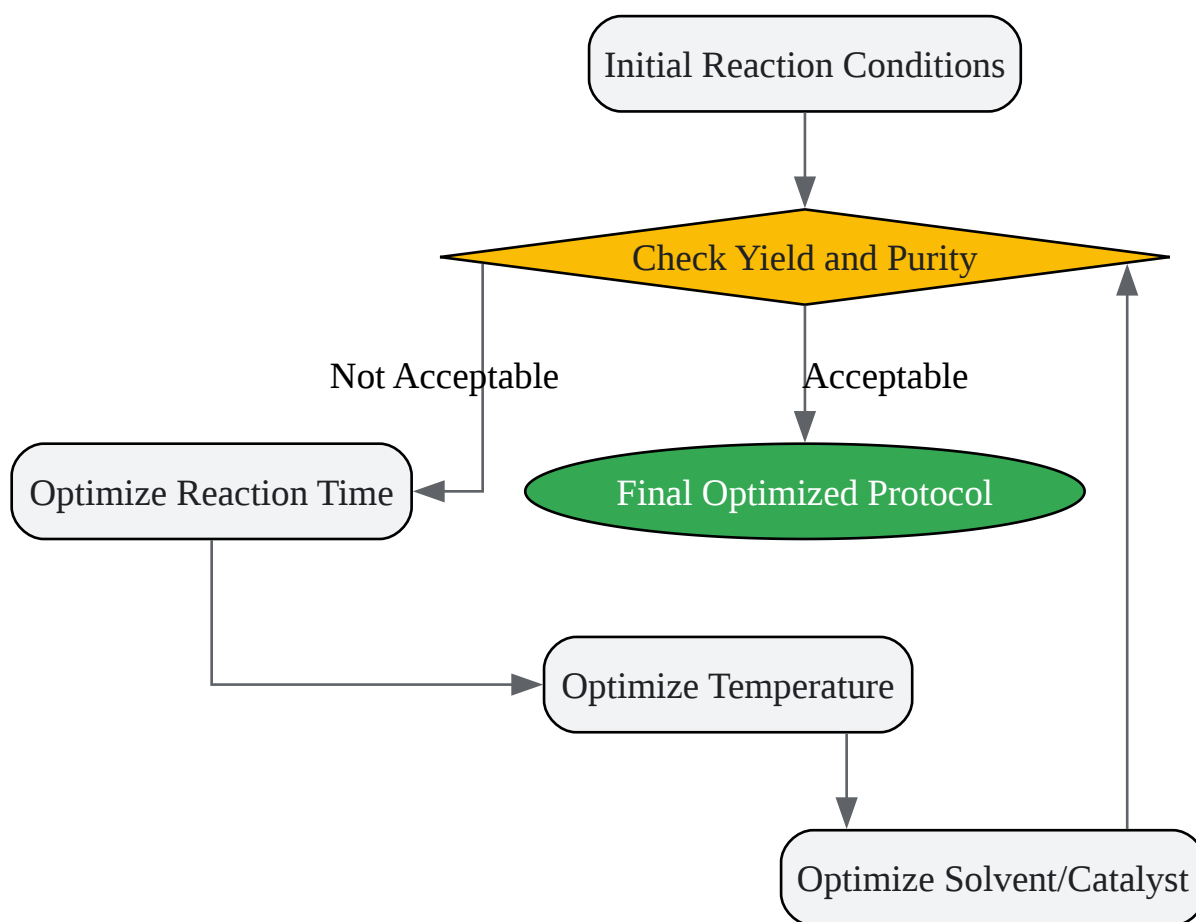 Initial Reaction Conditions
Check Yield and Purity
Not Acceptable
Acceptable
Optimize Reaction Time
Final Optimized Protocol
Optimize Temperature
Optimize Solvent/Catalyst